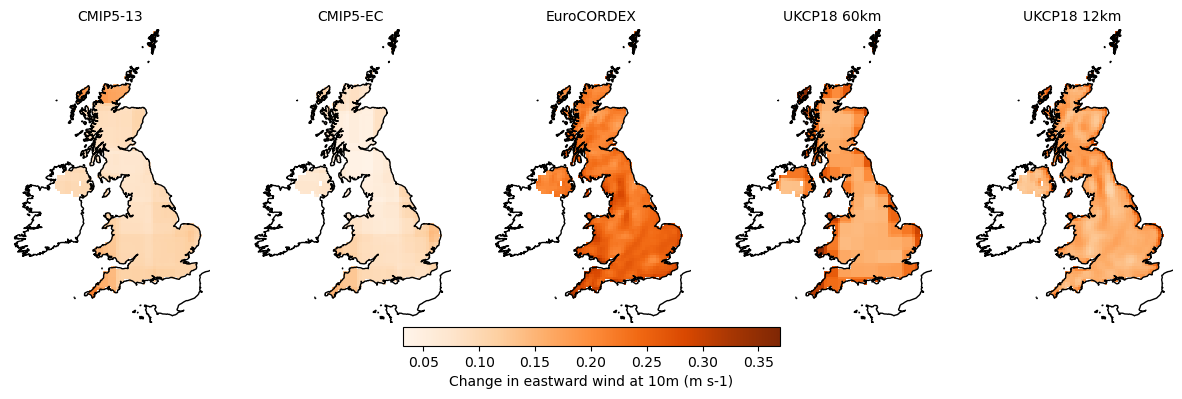 CMIP5-13 CMIP5-EC EuroCORDEX UKCP18 60km UKCP18 12km
0.05 0.10 0.15 0.20 0.25 0.30 0.35
Change in eastward wind at 10m (m s-1)